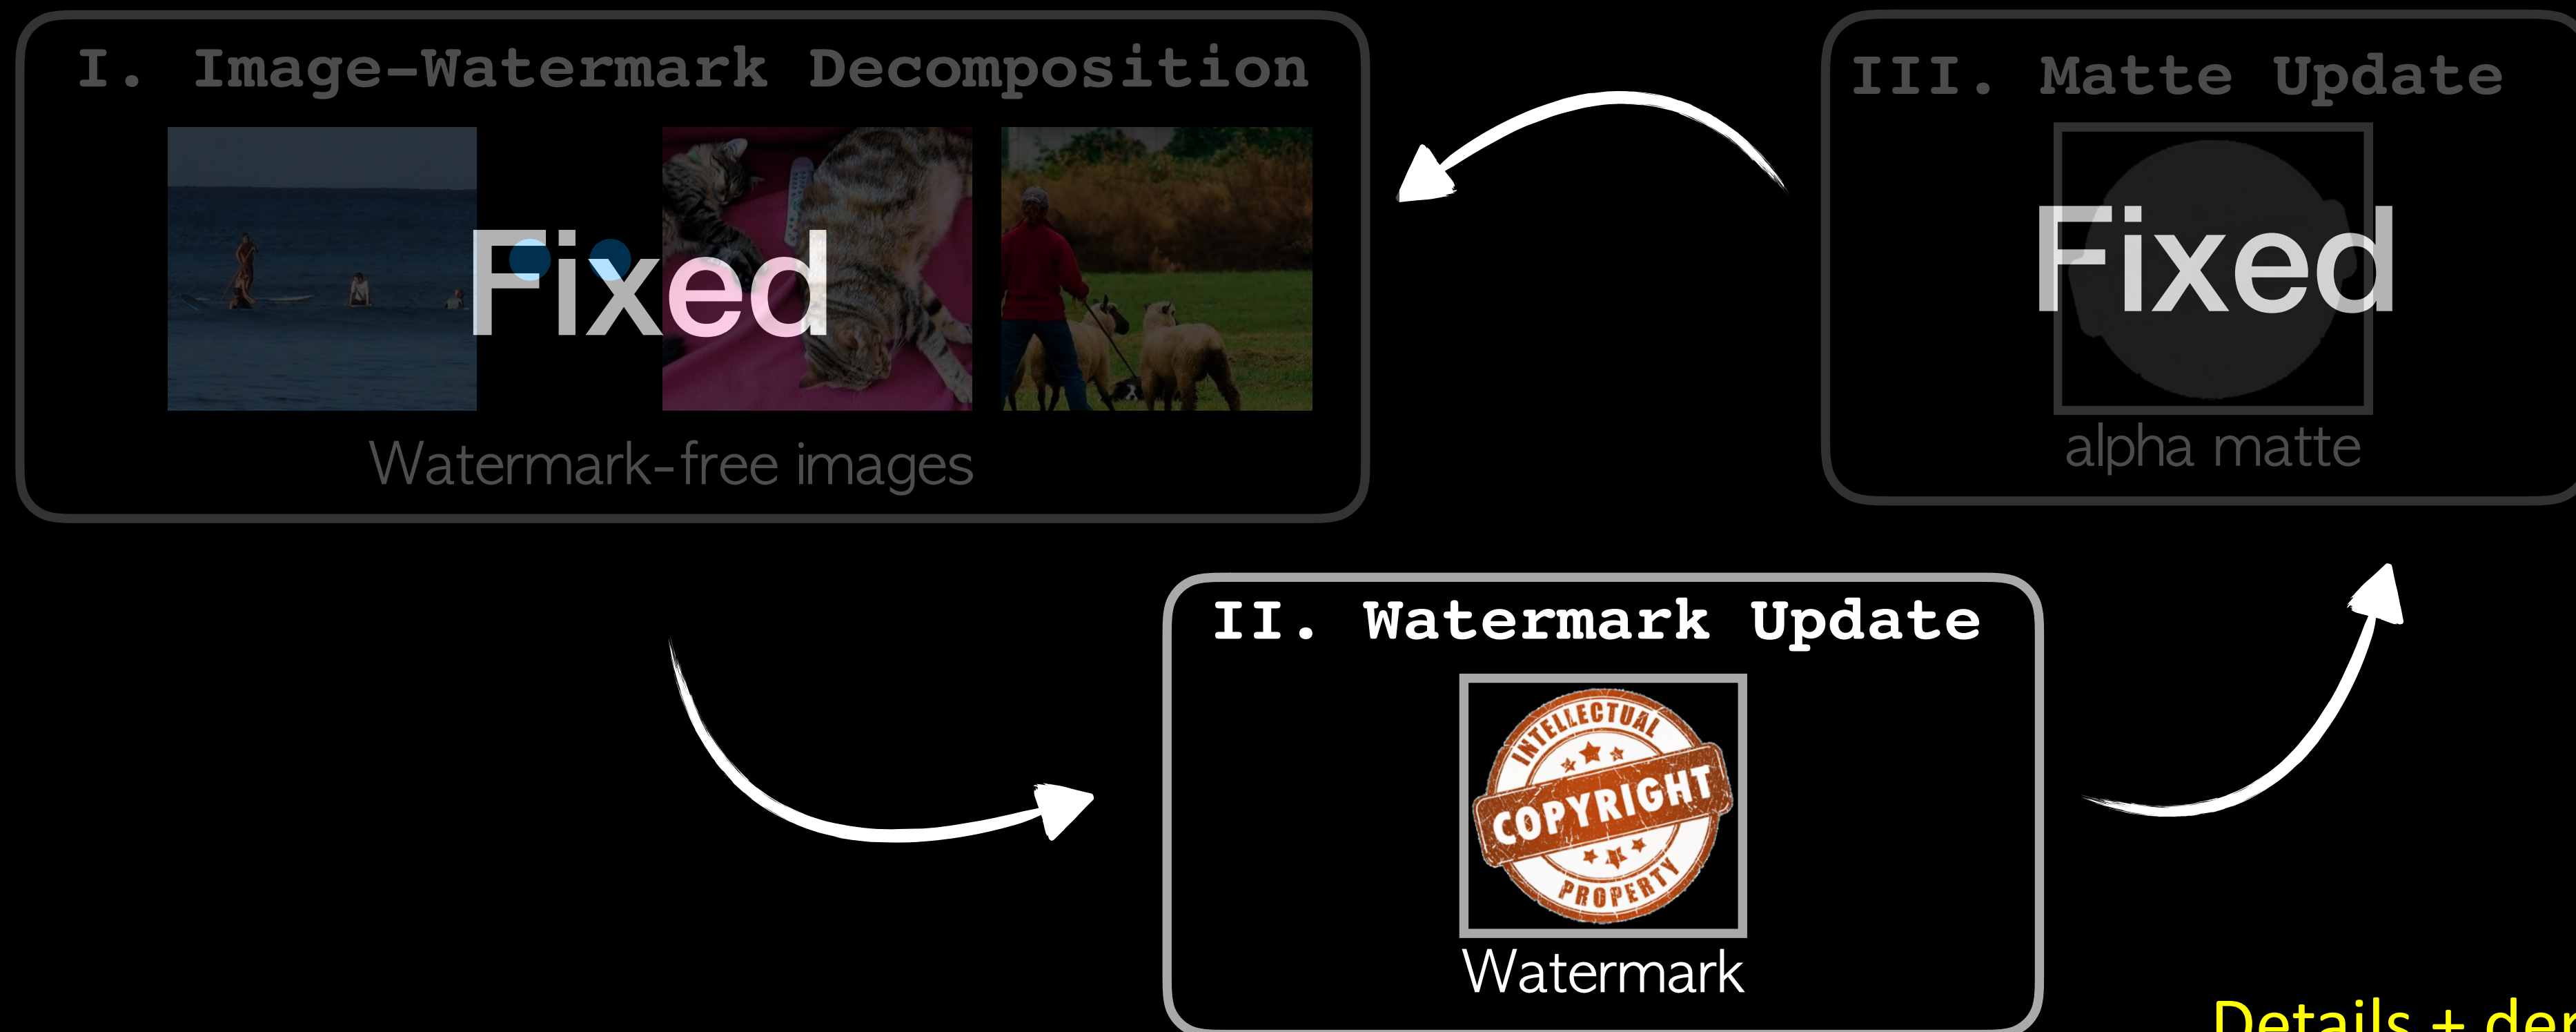 I. Image-Watermark Decomposition
Fixed
Watermark-free images
III. Matte Update
Fixed
alpha matte
II. Watermark Update
INTELLECTUAL
COPYRIGHT
PROPERTY
Watermark
Details +